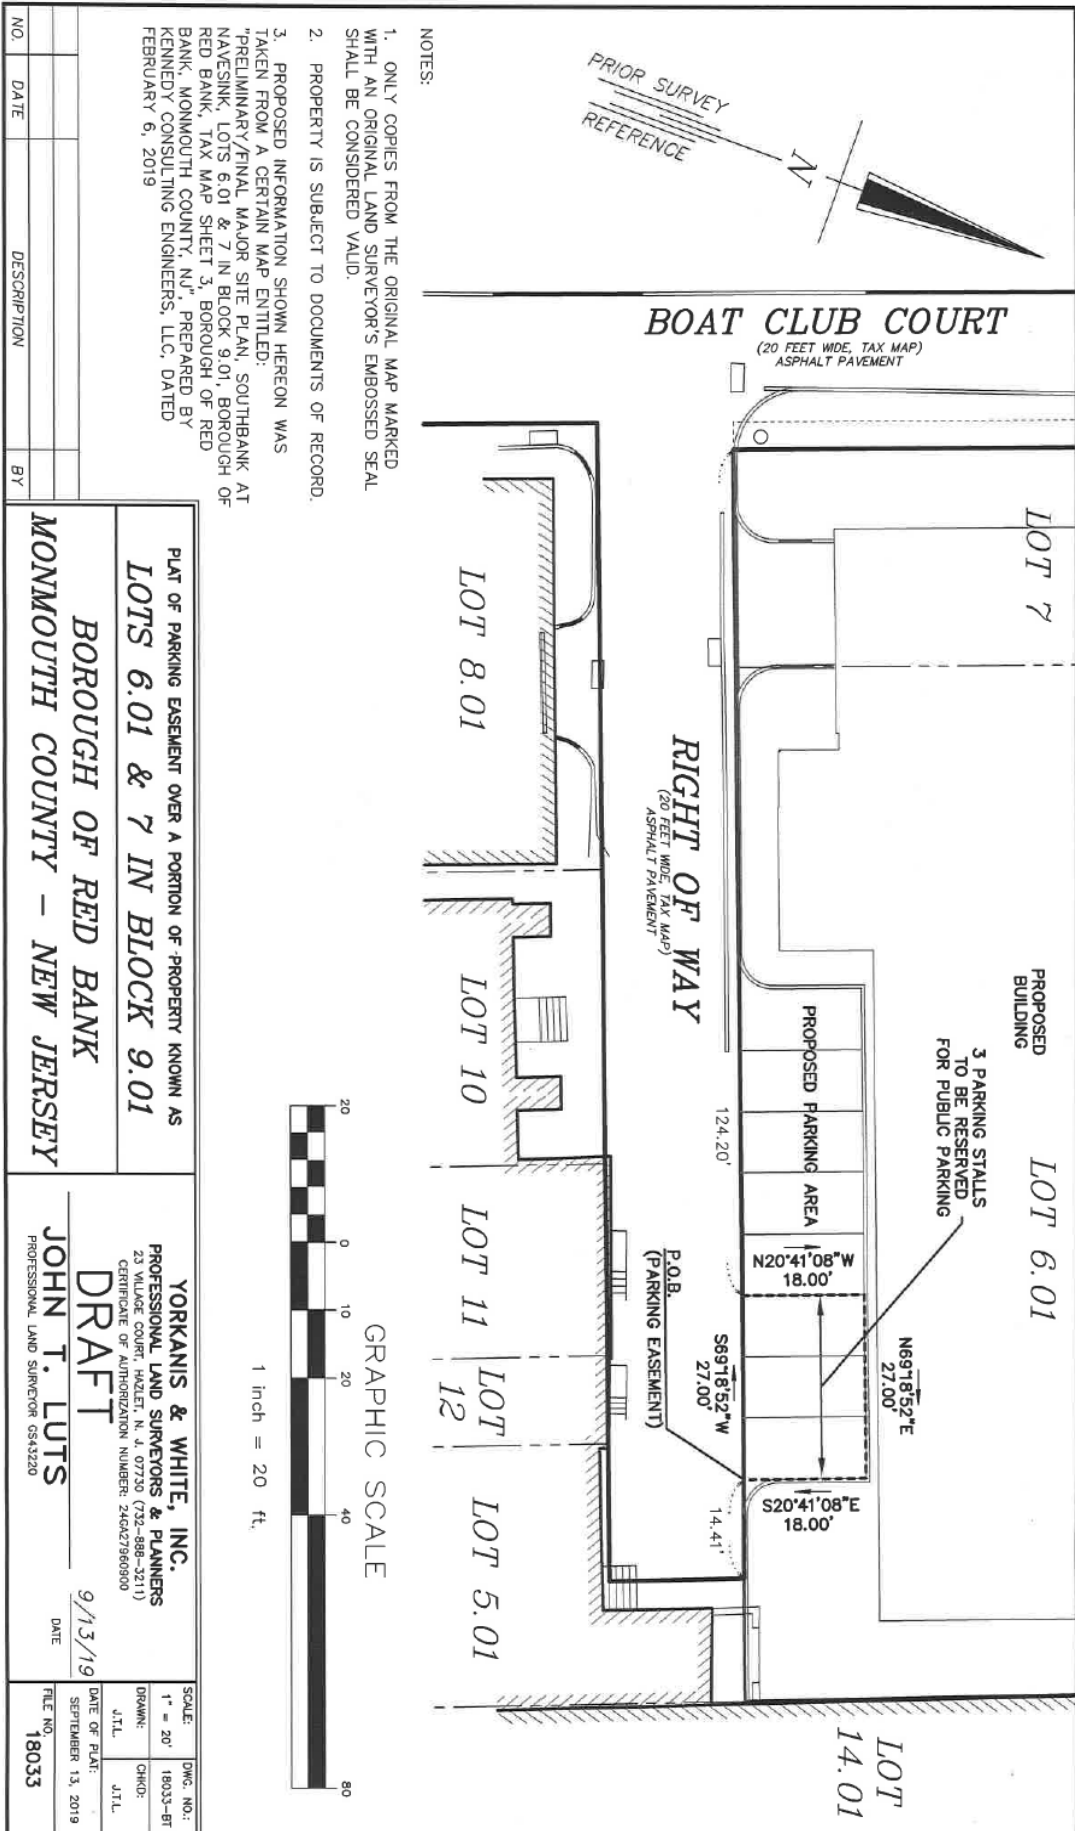 PRIOR SURVEY
REFERENCE
N
BOAT CLUB COURT
(20 FEET WIDE, TAX MAP)
ASPHALT PAVEMENT
LOT 7
LOT 8.01
RIGHT OF WAY
(20 FEET WIDE, TAX MAP)
ASPHALT PAVEMENT
PROPOSED
BUILDING
3 PARKING STALLS
TO BE RESERVED
FOR PUBLIC PARKING
LOT 6.01
PROPOSED PARKING AREA
124.20'
N20°41'08"W
18.00'
N69°18'52"E
27.00'
S69°18'52"W
27.00'
S20°41'08"E
18.00'
P.O.B.
(PARKING EASEMENT)
14.41'
LOT 10
LOT 11
LOT
12
LOT 5.01
LOT
14.01
NOTES:
1. ONLY COPIES FROM THE ORIGINAL MAP MARKED
WITH AN ORIGINAL LAND SURVEYOR'S EMBOSSED SEAL
SHALL BE CONSIDERED VALID.
2. PROPERTY IS SUBJECT TO DOCUMENTS OF RECORD.
3. PROPOSED INFORMATION SHOWN HEREON WAS
TAKEN FROM A CERTAIN MAP ENTITLED:
"PRELIMINARY/FINAL MAJOR SITE PLAN, SOUTHBANK AT
NAVESINK, LOTS 6.01 & 7 IN BLOCK 9.01, BOROUGH OF
RED BANK, TAX MAP SHEET 3, BOROUGH OF RED
BANK, MONMOUTH COUNTY, NJ", PREPARED BY
KENNEDY CONSULTING ENGINEERS, LLC, DATED
FEBRUARY 6, 2019
GRAPHIC SCALE
20 0 10 20 40 80
1 inch = 20 ft.
NO. DATE DESCRIPTION BY
PLAT OF PARKING EASEMENT OVER A PORTION OF PROPERTY KNOWN AS
LOTS 6.01 & 7 IN BLOCK 9.01
BOROUGH OF RED BANK
MONMOUTH COUNTY - NEW JERSEY
YORKANIS & WHITE, INC.
PROFESSIONAL LAND SURVEYORS & PLANNERS
23 VILLAGE COURT, HAZLET, N. J. 07730 (732-888-3211)
CERTIFICATE OF AUTHORIZATION NUMBER: 24GA27960900
DRAFT
9/13/19
DATE
JOHN T. LUTS
PROFESSIONAL LAND SURVEYOR GS43220
SCALE:
1" = 20'
DWG. NO.:
18033-BT
DRAWN:
J.T.L.
CHKD:
J.T.L.
DATE OF PLAT:
SEPTEMBER 13, 2019
FILE NO.
18033